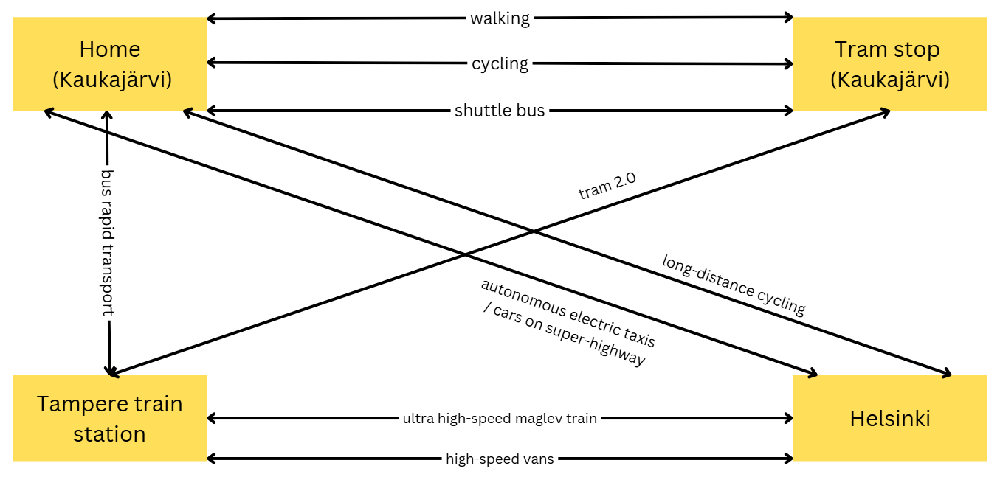 walking
Home
(Kaukajärvi)
Tram stop
(Kaukajärvi)
cycling
shuttle bus
bus rapid transport
tram 2.0
long-distance cycling
autonomous electric taxis
/ cars on super-highway
Tampere train
station
ultra high-speed maglev train
high-speed vans
Helsinki